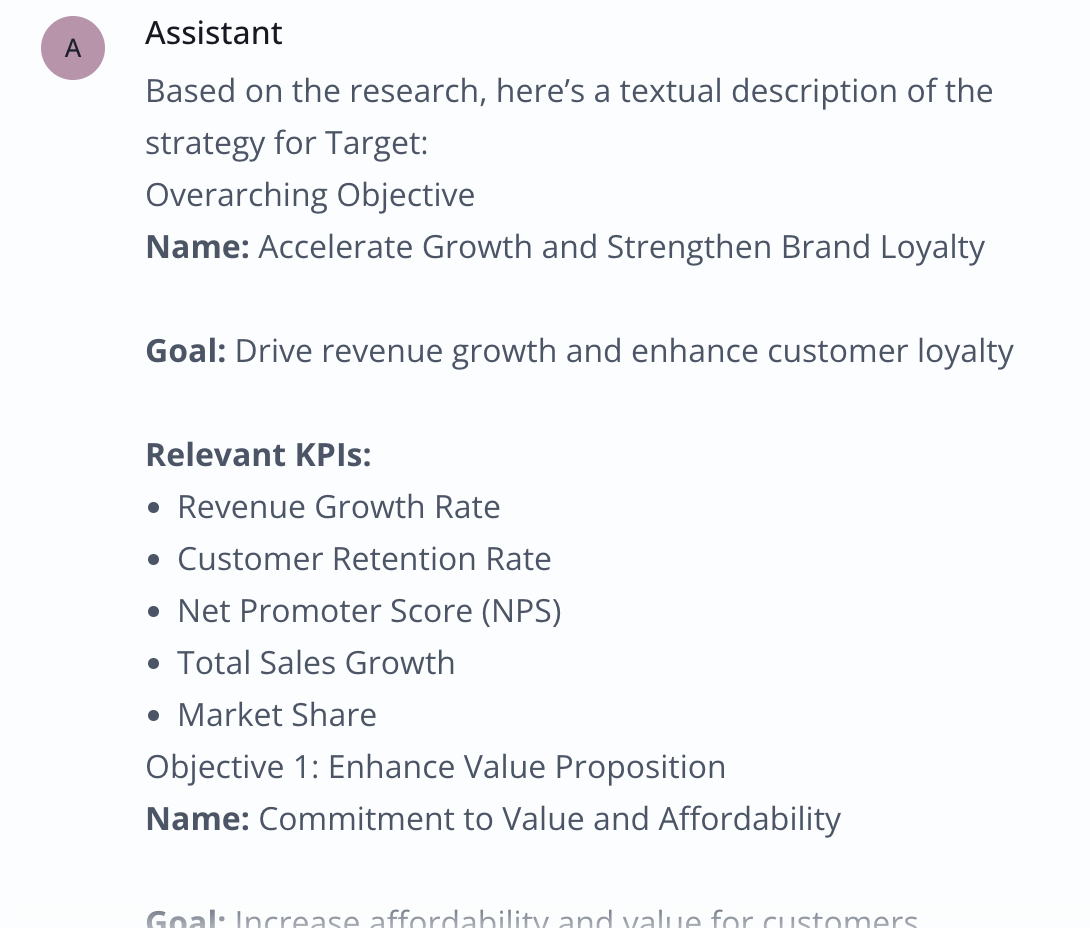 A
Assistant
Based on the research, here’s a textual description of the
strategy for Target:
Overarching Objective
Name: Accelerate Growth and Strengthen Brand Loyalty
Goal: Drive revenue growth and enhance customer loyalty
Relevant KPIs:
• Revenue Growth Rate
• Customer Retention Rate
• Net Promoter Score (NPS)
• Total Sales Growth
• Market Share
Objective 1: Enhance Value Proposition
Name: Commitment to Value and Affordability
Goal: Increase affordability and value for customers